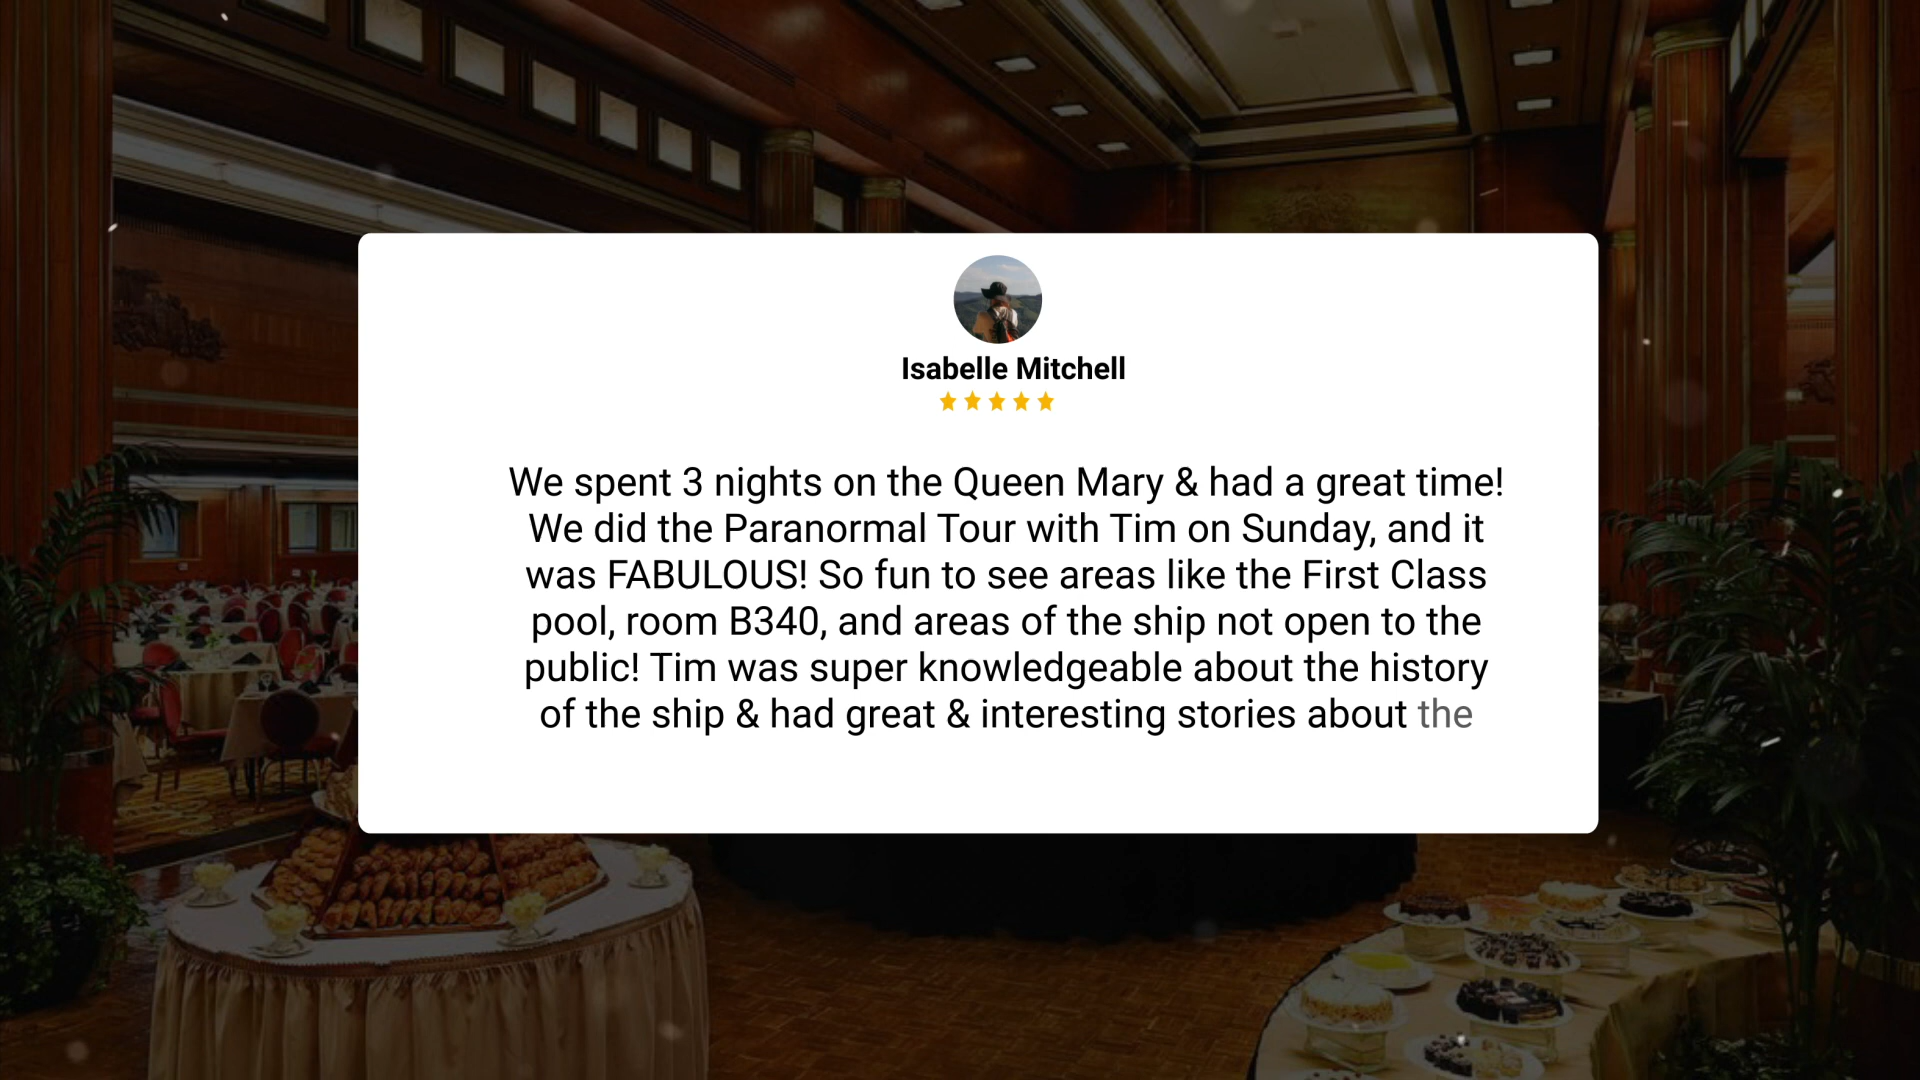 Isabelle Mitchell
We spent 3 nights on the Queen Mary & had a great time!
We did the Paranormal Tour with Tim on Sunday, and it
was FABULOUS! So fun to see areas like the First Class
pool, room B340, and areas of the ship not open to the
public! Tim was super knowledgeable about the history
of the ship & had great & interesting stories about the